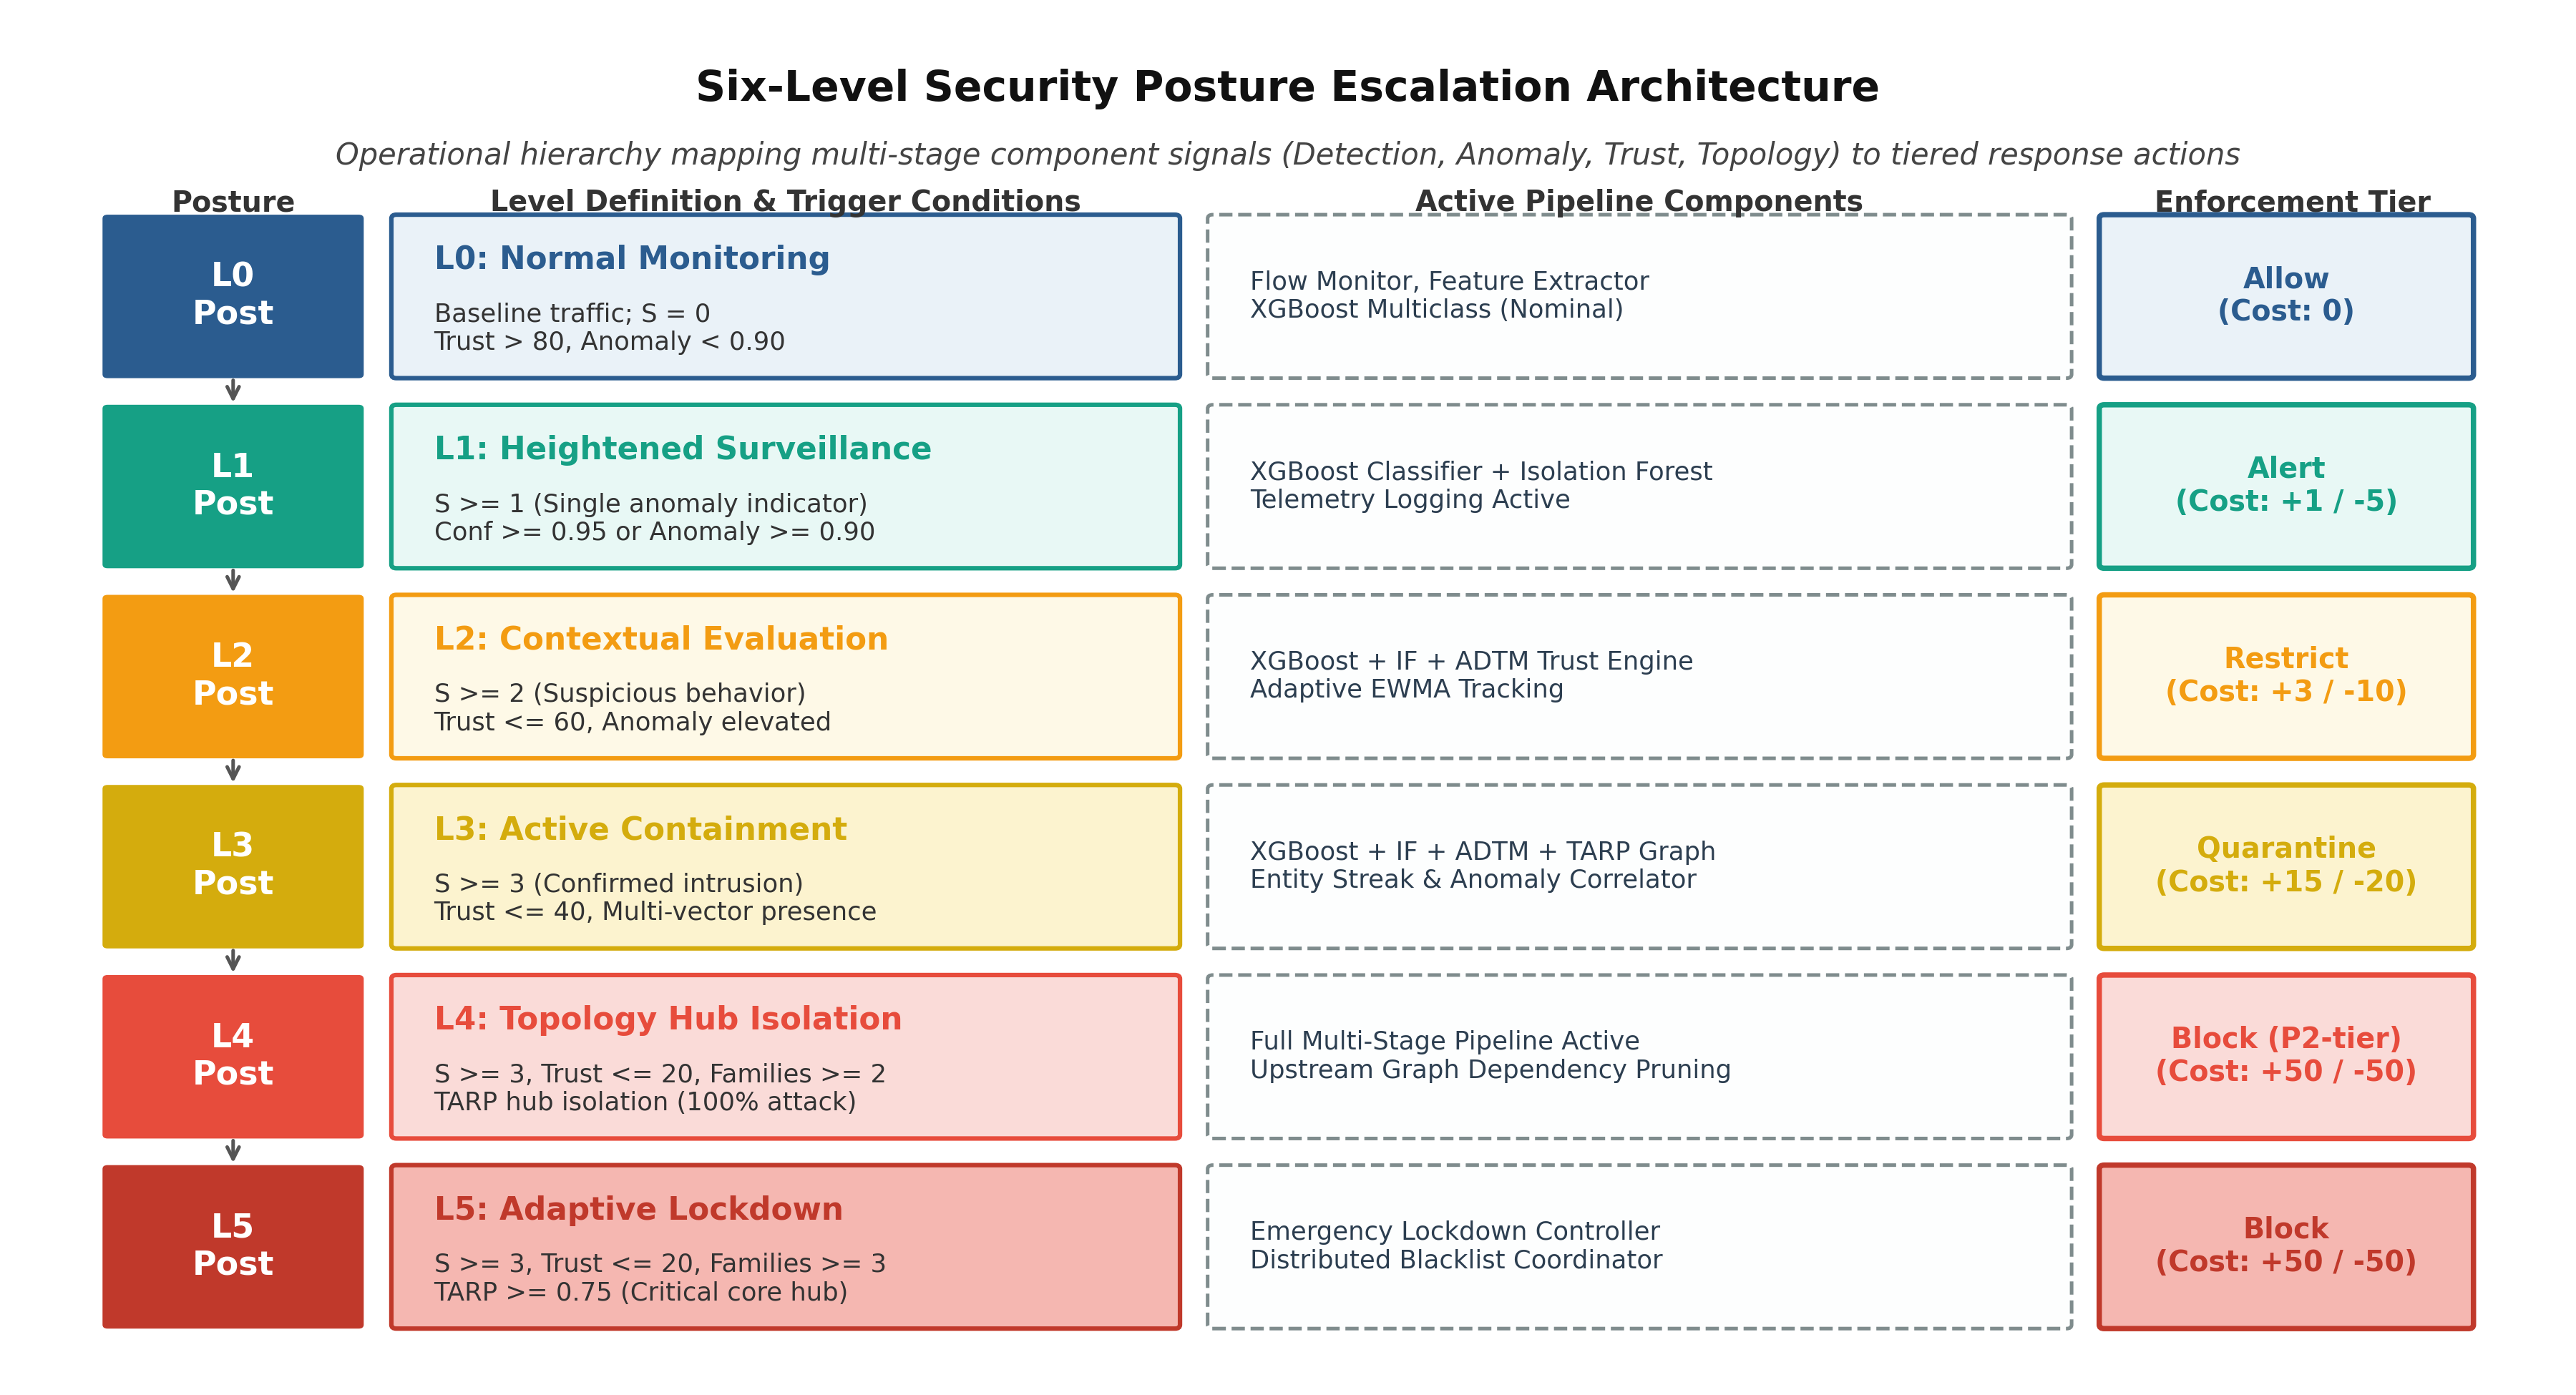 Six-Level Security Posture Escalation Architecture
Operational hierarchy mapping multi-stage component signals (Detection, Anomaly, Trust, Topology) to tiered response actions
Posture
Level Definition & Trigger Conditions
Active Pipeline Components
Enforcement Tier
L0
Post
L0: Normal Monitoring
Baseline traffic; S = 0
Trust > 80, Anomaly < 0.90
Flow Monitor, Feature Extractor
XGBoost Multiclass (Nominal)
Allow
(Cost: 0)
L1
Post
L1: Heightened Surveillance
S >= 1 (Single anomaly indicator)
Conf >= 0.95 or Anomaly >= 0.90
XGBoost Classifier + Isolation Forest
Telemetry Logging Active
Alert
(Cost: +1 / -5)
L2
Post
L2: Contextual Evaluation
S >= 2 (Suspicious behavior)
Trust <= 60, Anomaly elevated
XGBoost + IF + ADTM Trust Engine
Adaptive EWMA Tracking
Restrict
(Cost: +3 / -10)
L3
Post
L3: Active Containment
S >= 3 (Confirmed intrusion)
Trust <= 40, Multi-vector presence
XGBoost + IF + ADTM + TARP Graph
Entity Streak & Anomaly Correlator
Quarantine
(Cost: +15 / -20)
L4
Post
L4: Topology Hub Isolation
S >= 3, Trust <= 20, Families >= 2
TARP hub isolation (100% attack)
Full Multi-Stage Pipeline Active
Upstream Graph Dependency Pruning
Block (P2-tier)
(Cost: +50 / -50)
L5
Post
L5: Adaptive Lockdown
S >= 3, Trust <= 20, Families >= 3
TARP >= 0.75 (Critical core hub)
Emergency Lockdown Controller
Distributed Blacklist Coordinator
Block
(Cost: +50 / -50)